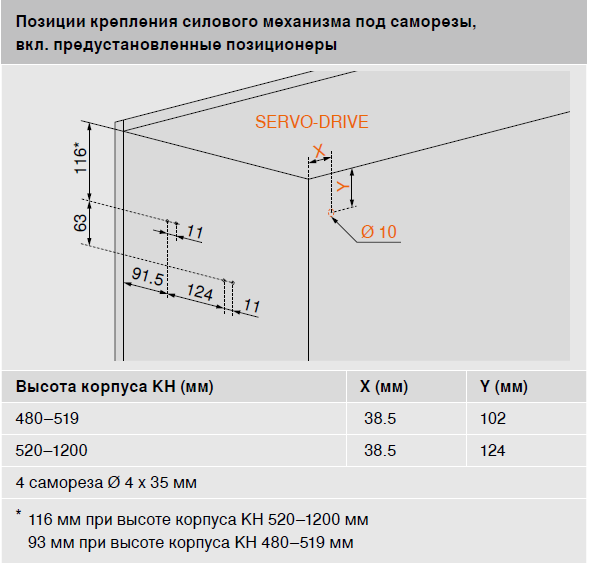 Позиции крепления силового механизма под саморезы,
вкл. предустановленные позиционеры
SERVO-DRIVE
X
116*
Y
63
11
Ø 10
91.5
124
11
Высота корпуса KH (мм) X (мм) Y (мм)
480–519 38.5 102
520–1200 38.5 124
4 самореза Ø 4 x 35 мм
* 116 мм при высоте корпуса KH 520–1200 мм
93 мм при высоте корпуса KH 480–519 мм